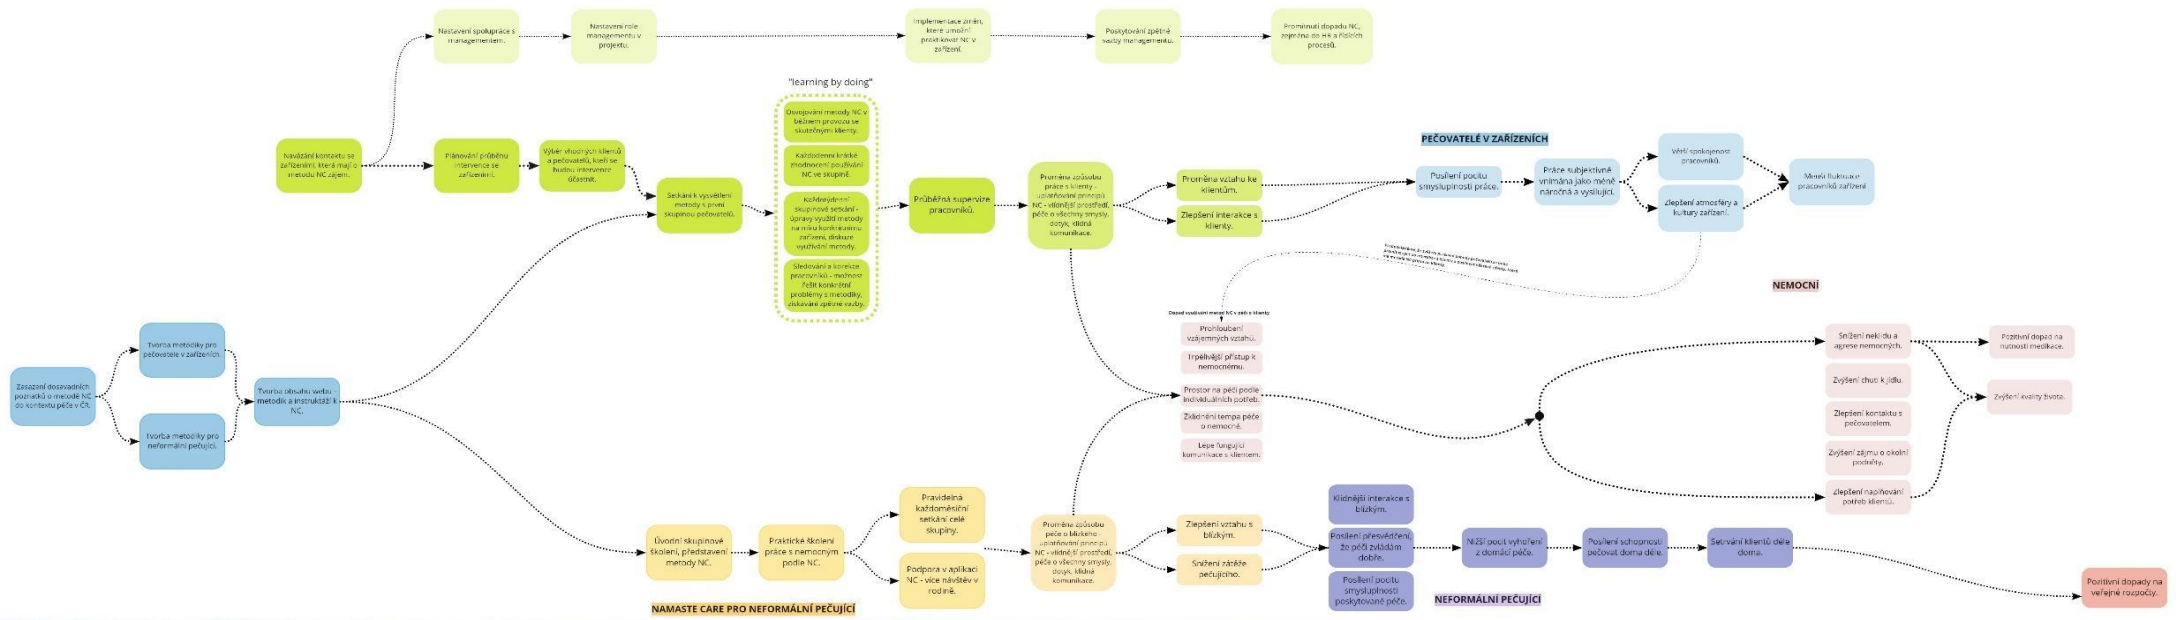 Nastavení spolupráce s
managementem.
Nastavení role
managementu v
projektu.
Implementace změn,
které umožní
praktikovat NC v
zařízení.
Poskytování zpětné
vazby managementu.
Promítnutí dopadu NC,
zejména do HR a řídících
procesů.
"learning by doing"
Navázání kontaktu se
zařízeními, která mají o
metodu NC zájem.
Plánování průběhu
intervence se
zařízeními.
Výběr vhodných klientů
a pečovatelů, kteří se
budou intervence
účastnit.
Setkání k vysvětlení
metody s první
skupinou pečovatelů.
Osvojování metody NC v
běžném provozu se
skutečnými klienty.
Každodenní krátké
zhodnocení používání
NC ve skupině.
Každotýdenní
skupinové setkání -
úpravy využití metody
na míru konkrétnímu
zařízení, diskuze
využívání metody.
Sledování a korekce
pracovníků - možnost
řešit konkrétní
problémy s metodiky,
získávání zpětné vazby.
Průběžná supervize
pracovníků.
Proměna způsobu
práce s klienty -
uplatňování principů
NC - vlídnější prostředí,
péče o všechny smysly,
dotyk, klidná
komunikace.
Proměna vztahu ke
klientům.
Zlepšení interakce s
klienty.
PEČOVATELÉ V ZAŘÍZENÍCH
Posílení pocitu
smysluplnosti práce.
Práce subjektivně
vnímána jako méně
náročná a vysilující.
Větší spokojenost
pracovníků.
Zlepšení atmosféry a
kultury zařízení.
Menší fluktuace
pracovníků zařízení
NEMOCNÍ
Dopad využívání metod NC v péči o klienty
Prohloubení
vzájemných vztahů.
Trpělivější přístup k
nemocnému.
Prostor na péči podle
individuálních potřeb.
Zklidnění tempa péče
o nemocné.
Lépe fungující
komunikace s klientem.
Snížení neklidu a
agrese nemocných.
Zvýšení chuti k jídlu.
Zlepšení kontaktu s
pečovatelem.
Zvýšení zájmu o okolní
podněty.
Zlepšení naplňování
potřeb klientů.
Pozitivní dopad na
nutnosti medikace.
Zvýšení kvality života.
Zasazení dosavadních
poznatků o metodě NC
do kontextu péče v ČR.
Tvorba metodiky pro
pečovatele v zařízeních.
Tvorba metodiky pro
neformální pečující.
Tvorba obsahu webu -
metodik a instruktáží k
NC.
Úvodní skupinové
školení, představení
metody NC.
Praktické školení
práce s nemocným
podle NC.
Pravidelná
každoměsíční
setkání celé
skupiny.
Podpora v aplikaci
NC - více návštěv v
rodině.
NAMASTE CARE PRO NEFORMÁLNÍ PEČUJÍCÍ
Proměna způsobu
péče o blízkého -
uplatňování principů
NC - vlídnější prostředí,
péče o všechny smysly,
dotyk, klidná
komunikace.
Zlepšení vztahu s
blízkým.
Snížení zátěže
pečujícího.
Klidnější interakce s
blízkým.
Posílení přesvědčení,
že péči zvládám
dobře.
Posílení pocitu
smysluplnosti
poskytované péče.
NEFORMÁLNÍ PEČUJÍCÍ
Nižší pocit vyhoření
z domácí péče.
Posílení schopnosti
pečovat doma déle.
Setrvání klientů déle
doma.
Pozitivní dopady na
veřejné rozpočty.